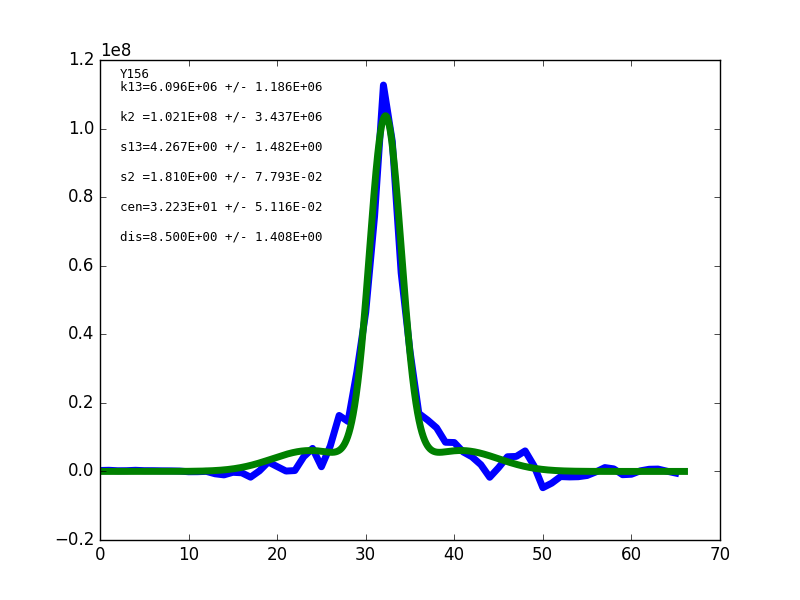 1e8
Y156
k13=6.096E+06 +/- 1.186E+06
k2 =1.021E+08 +/- 3.437E+06
s13=4.267E+00 +/- 1.482E+00
s2 =1.810E+00 +/- 7.793E-02
cen=3.223E+01 +/- 5.116E-02
dis=8.500E+00 +/- 1.408E+00
1.2
1.0
0.8
0.6
0.4
0.2
0.0
−0.2
0 10 20 30 40 50 60 70